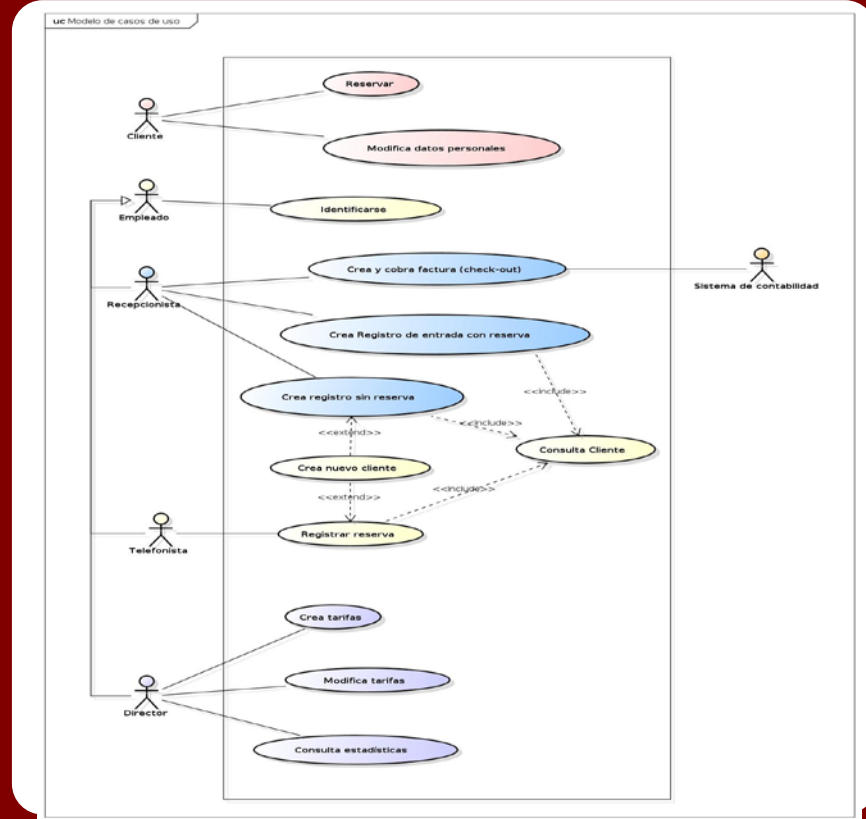 uc Modelo de casos de uso
Reservar
Cliente
Modifica datos personales
Empleado
Identificarse
Crea y cobra factura (check-out)
Sistema de contabilidad
Recepcionista
Crea Registro de entrada con reserva
<<include>>
Crea registro sin reserva
<<include>>
<<extend>>
Consulta Cliente
Crea nuevo cliente
<<include>>
<<extend>>
Registrar reserva
Telefonista
Crea tarifas
Modifica tarifas
Director
Consulta estadísticas